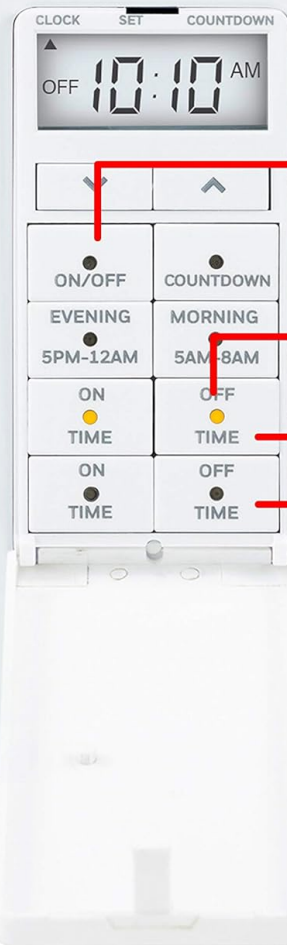 CLOCK SET COUNTDOWN
OFF 10:10 AM
ON/OFF COUNTDOWN
EVENING
5PM-12AM
MORNING
5AM-8AM
ON
TIME
OFF
TIME
ON
TIME
OFF
TIME